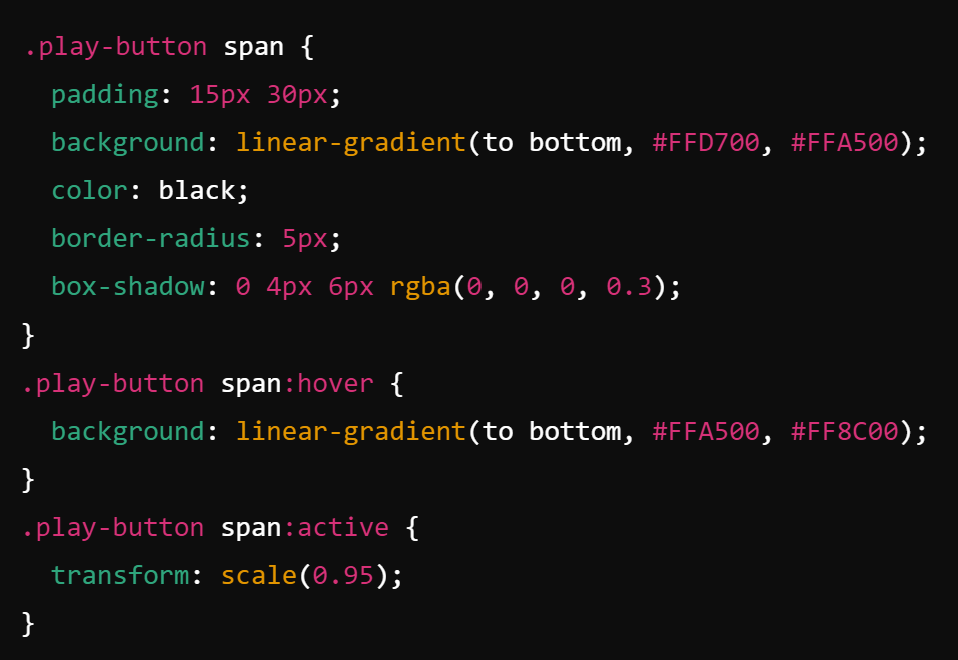 .play-button span {
  padding: 15px 30px;
  background: linear-gradient(to bottom, #FFD700, #FFA500);
  color: black;
  border-radius: 5px;
  box-shadow: 0 4px 6px rgba(0, 0, 0, 0.3);
}
.play-button span:hover {
  background: linear-gradient(to bottom, #FFA500, #FF8C00);
}
.play-button span:active {
  transform: scale(0.95);
}